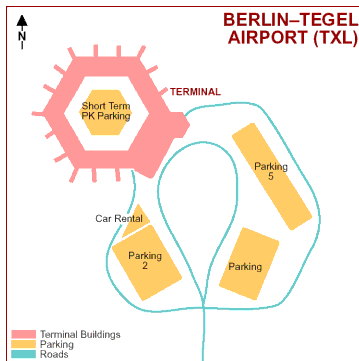 BERLIN–TEGEL
AIRPORT (TXL)
N
TERMINAL
Short Term
PK Parking
Parking
5
Car Rental
Parking
2
Parking
Terminal Buildings
Parking
Roads